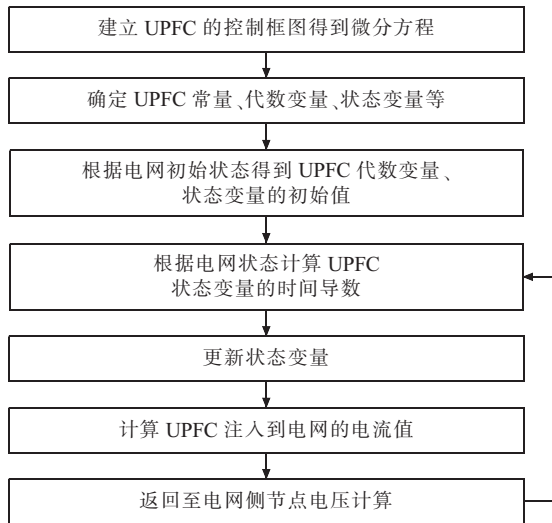 建立 UPFC 的控制框图得到微分方程
确定 UPFC 常量、代数变量、状态变量等
根据电网初始状态得到 UPFC 代数变量、
状态变量的初始值
根据电网状态计算 UPFC
状态变量的时间导数
更新状态变量
计算 UPFC 注入到电网的电流值
返回至电网侧节点电压计算